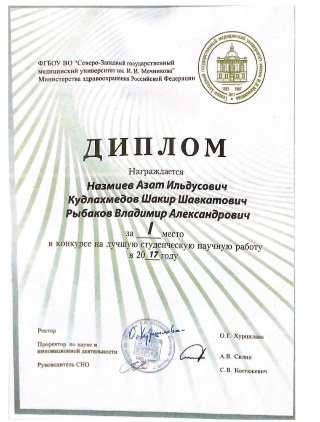 ФГБОУ ВО "Северо-Западный государственный
медицинский университет им. И. И. Мечникова"
Министерства здравоохранения Российской Федерации
ДИПЛОМ
Награждается
Назмиев Азат Ильдусович
Кудлахмедов Шакир Шавкатович
Рыбаков Владимир Александрович
за I место
в конкурсе на лучшую студенческую научную работу
в 2017 году
Ректор
О.Г. Хурцилава
Проректор по науке и
инновационной деятельности
А.В. Силин
Руководитель СНО
С.В. Костюкевич